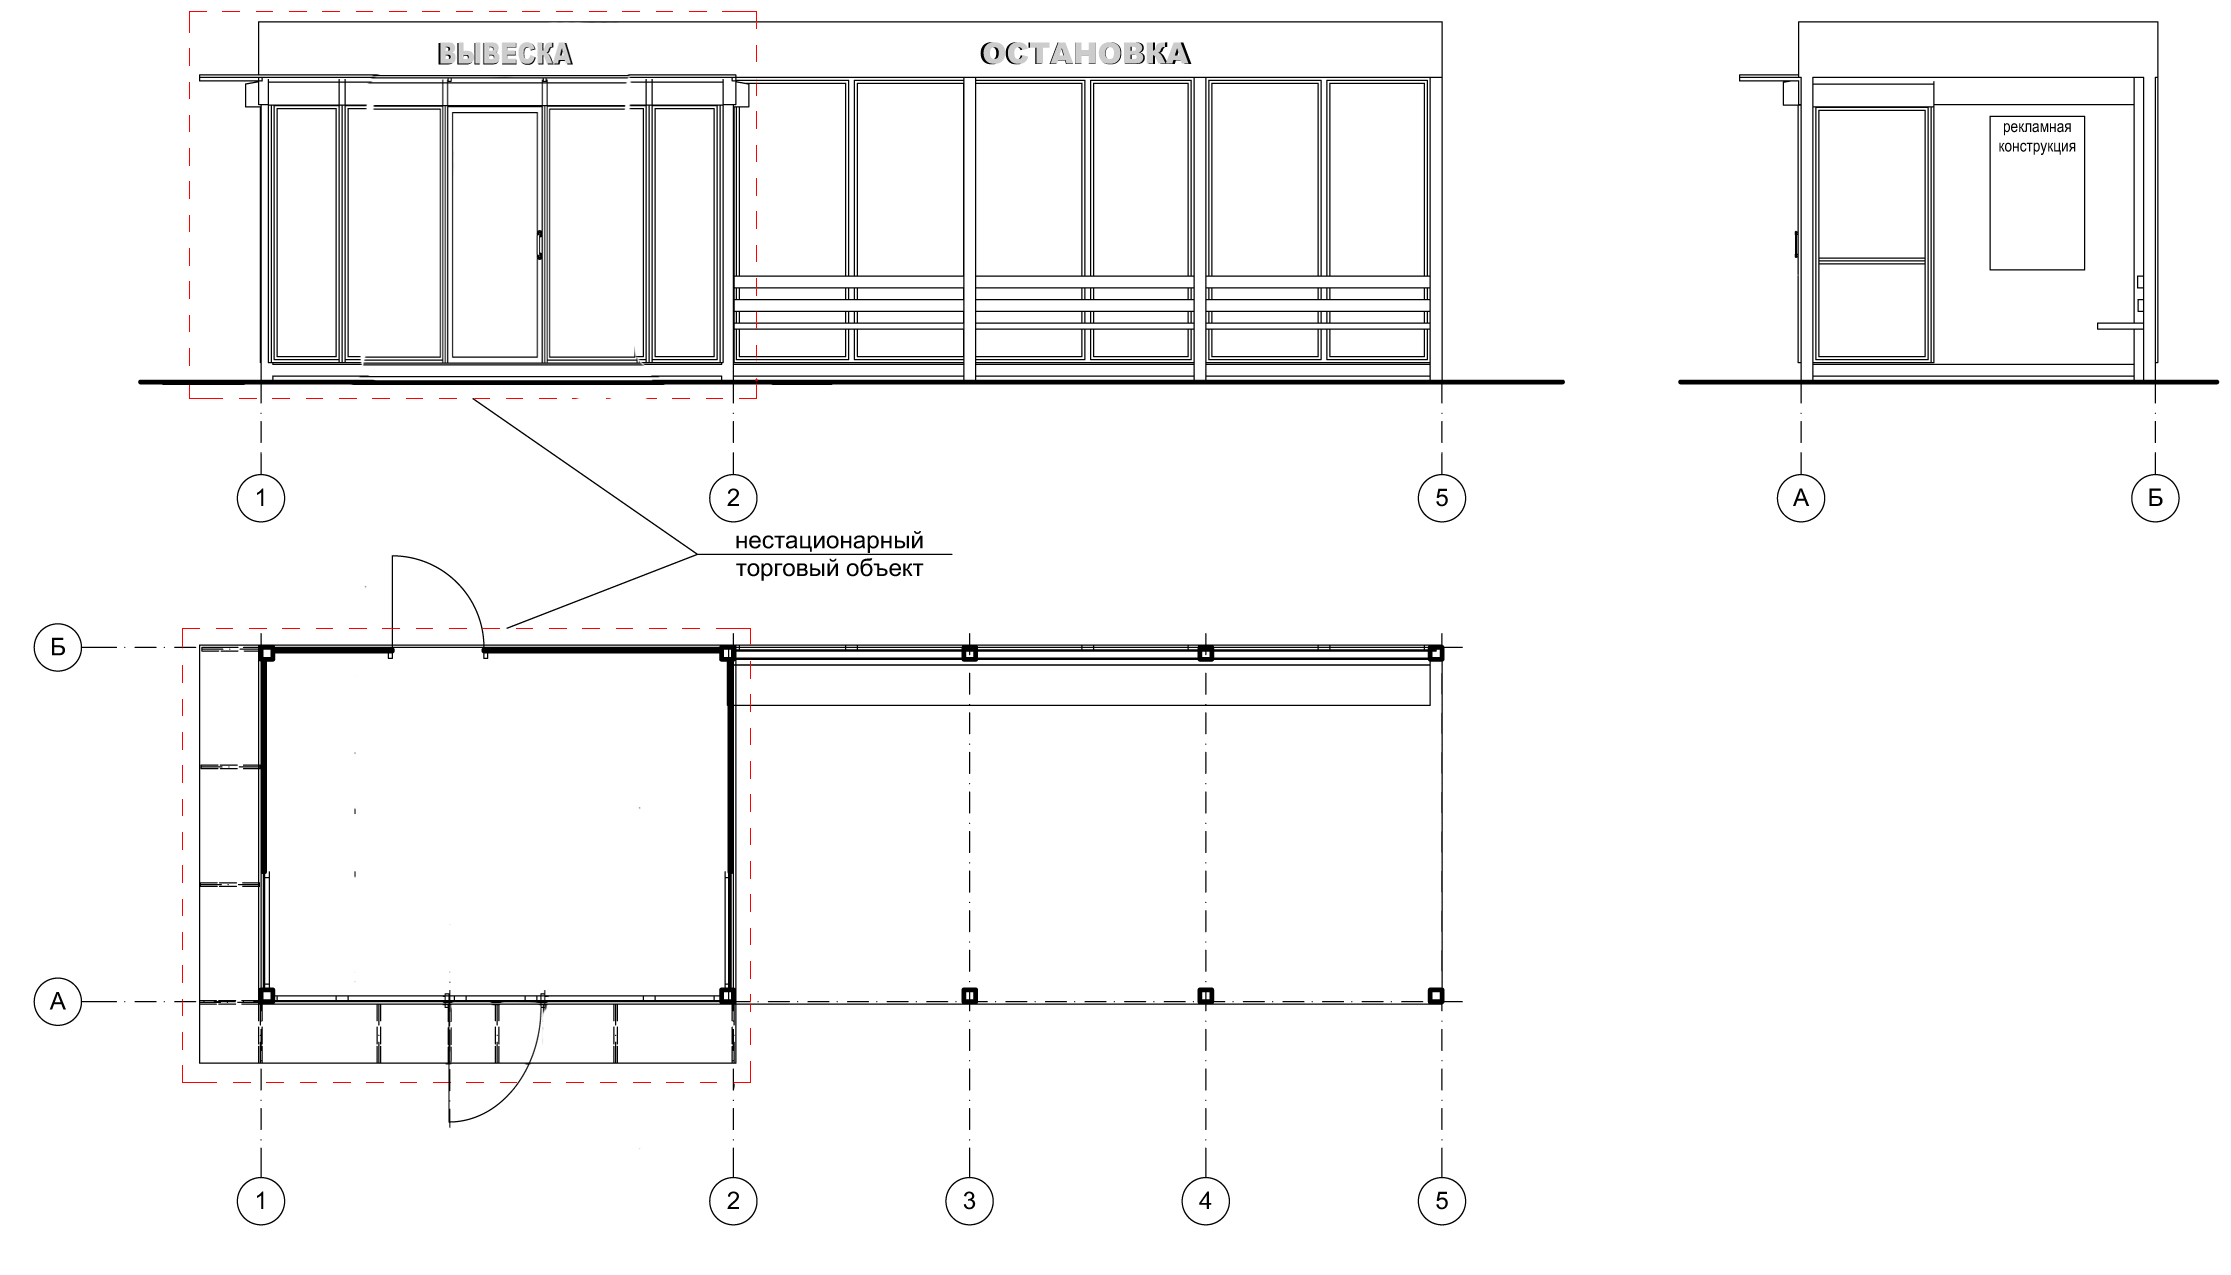 ВЫВЕСКА
ОСТАНОВКА
рекламная
конструкция
1
2
5
А
Б
нестационарный
торговый объект
Б
А
1
2
3
4
5